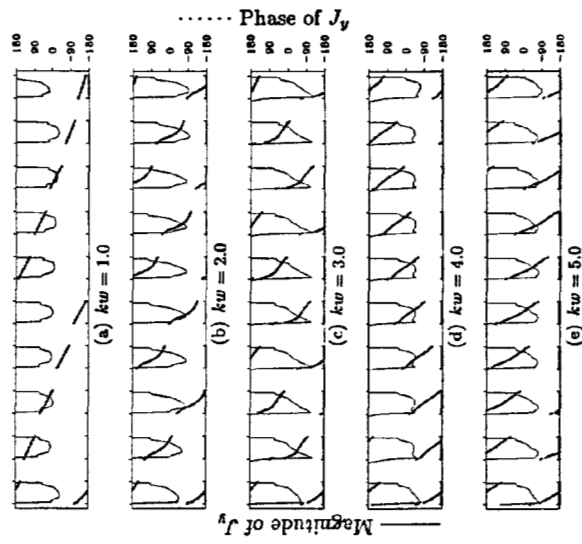 Phase of J_y
180 90 0 -90 -180
180 90 0 -90 -180
180 90 0 -90 -180
180 90 0 -90 -180
180 90 0 -90 -180
(a) kw = 1.0
(b) kw = 2.0
(c) kw = 3.0
(d) kw = 4.0
(e) kw = 5.0
Magnitude of J_y